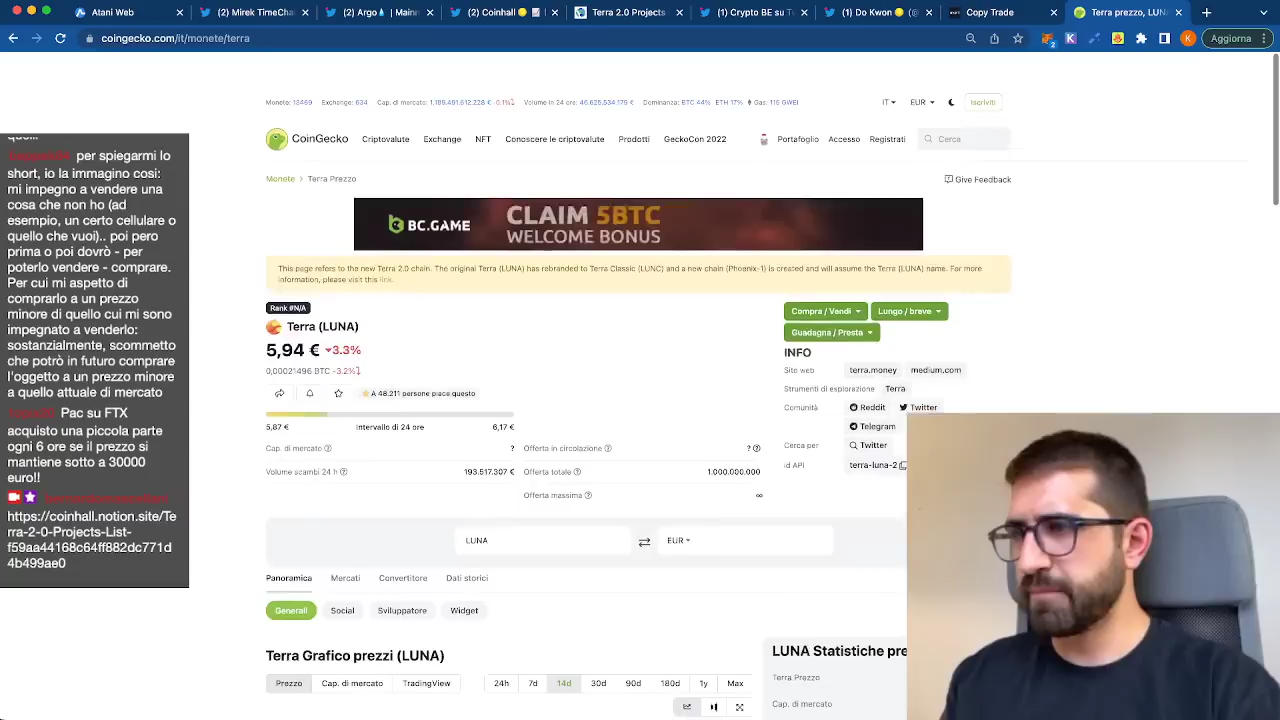 Airdrop
(2) Mirek TimeCh
(2) Argo
| Mainn
(2) Coinhall
Terra 2.0 Projects
(1) Crypto BE su Tw
(1) Do Kwon
Copy Trade
Terra prezzo, LUN
coingecko.com/it/monete/terra
K
Aggiorna
Monete: 13469
Exchange: 634
Cap. di mercato: 1.189.491.612.228 € -0.1%
Volume in 24 ore: 46.625.534.179 €
Dominanza: BTC 44% ETH 17%
Gas: 115 GWEI
IT
EUR
Iscriviti
CoinGecko
Criptovalute
Exchange
NFT
Conoscere le criptovalute
Prodotti
GeckoCon 2022
Portafoglio
Accesso
Registrati
Cerca
Monete > Terra Prezzo
Give Feedback
BC.GAME
CLAIM 5BTC
WELCOME BONUS
This page refers to the new Terra 2.0 chain. The original Terra (LUNA) has rebranded to Terra Classic (LUNC) and a new chain (Phoenix-1) is created and will assume the Terra (LUNA) name. For more
information, please visit this link.
per spiegarmi lo
short, io la immagino cosi:
mi impegno a vendere una
cosa che non ho (ad
esempio, un certo cellulare o
quello che vuoi).. poi pero
prima o poi dovrò - per
poterlo vendere - comprare.
Per cui mi aspetto di
comprarlo a un prezzo
minore di quello cui mi sono
impegnato a venderlo:
sostanzialmente, scommetto
che potrò in futuro comprare
l'oggetto a un prezzo minore
a quello attuale di mercato
Pac su FTX
acquisto una piccola parte
ogni 6 ore se il prezzo si
mantiene sotto a 30000
euro!!
https://coinhall.notion.site/Te
rra-2-0-Projects-List-
f59aa44168c64ff882dc771d
4b499ae0
Rank #N/A
Terra (LUNA)
5,94 € 3.3%
0,00021496 BTC -3.2%
A 48.211 persone piace questo
5,87 €
Intervallo di 24 ore
6,17 €
Cap. di mercato
?
Offerta in circolazione
?
Volume scambi 24 h
193.517.307 €
Offerta totale
1.000.000.000
Offerta massima
∞
Compra / Vendi
Lungo / breve
Guadagna / Presta
INFO
Sito web
terra.money
medium.com
Strumenti di esplorazione
Terra
Comunità
Reddit
Twitter
Telegram
Cerca per
Twitter
id API
terra-luna-2
LUNA
EUR
Panoramica
Mercati
Convertitore
Dati storici
Generali
Social
Sviluppatore
Widget
Terra Grafico prezzi (LUNA)
Prezzo
Cap. di mercato
TradingView
24h
7d
14d
30d
90d
180d
1y
Max
LUNA Statistiche pre
Terra Prezzo
Cap. di mercato